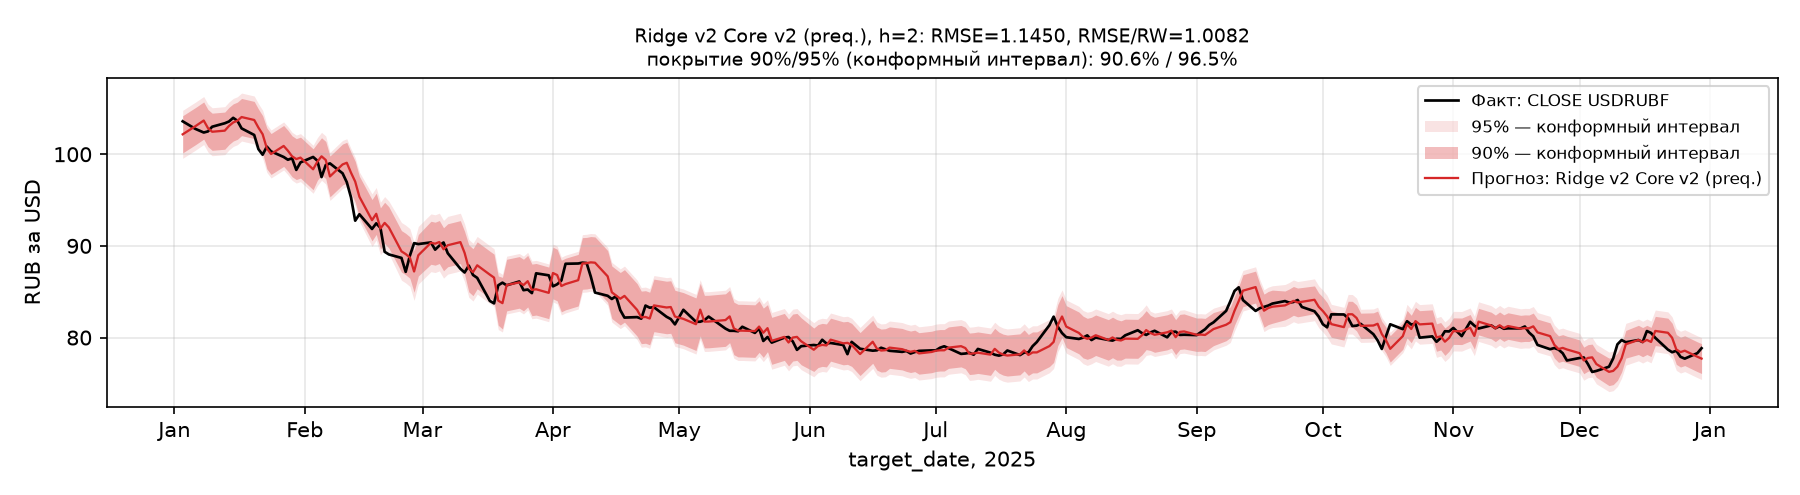 Ridge v2 Core v2 (preq.), h=2: RMSE=1.1450, RMSE/RW=1.0082
покрытие 90%/95% (конформный интервал): 90.6% / 96.5%
Факт: CLOSE USDRUBF
95% — конформный интервал
90% — конформный интервал
Прогноз: Ridge v2 Core v2 (preq.)
RUB за USD
100
90
80
Jan Feb Mar Apr May Jun Jul Aug Sep Oct Nov Dec Jan
target_date, 2025